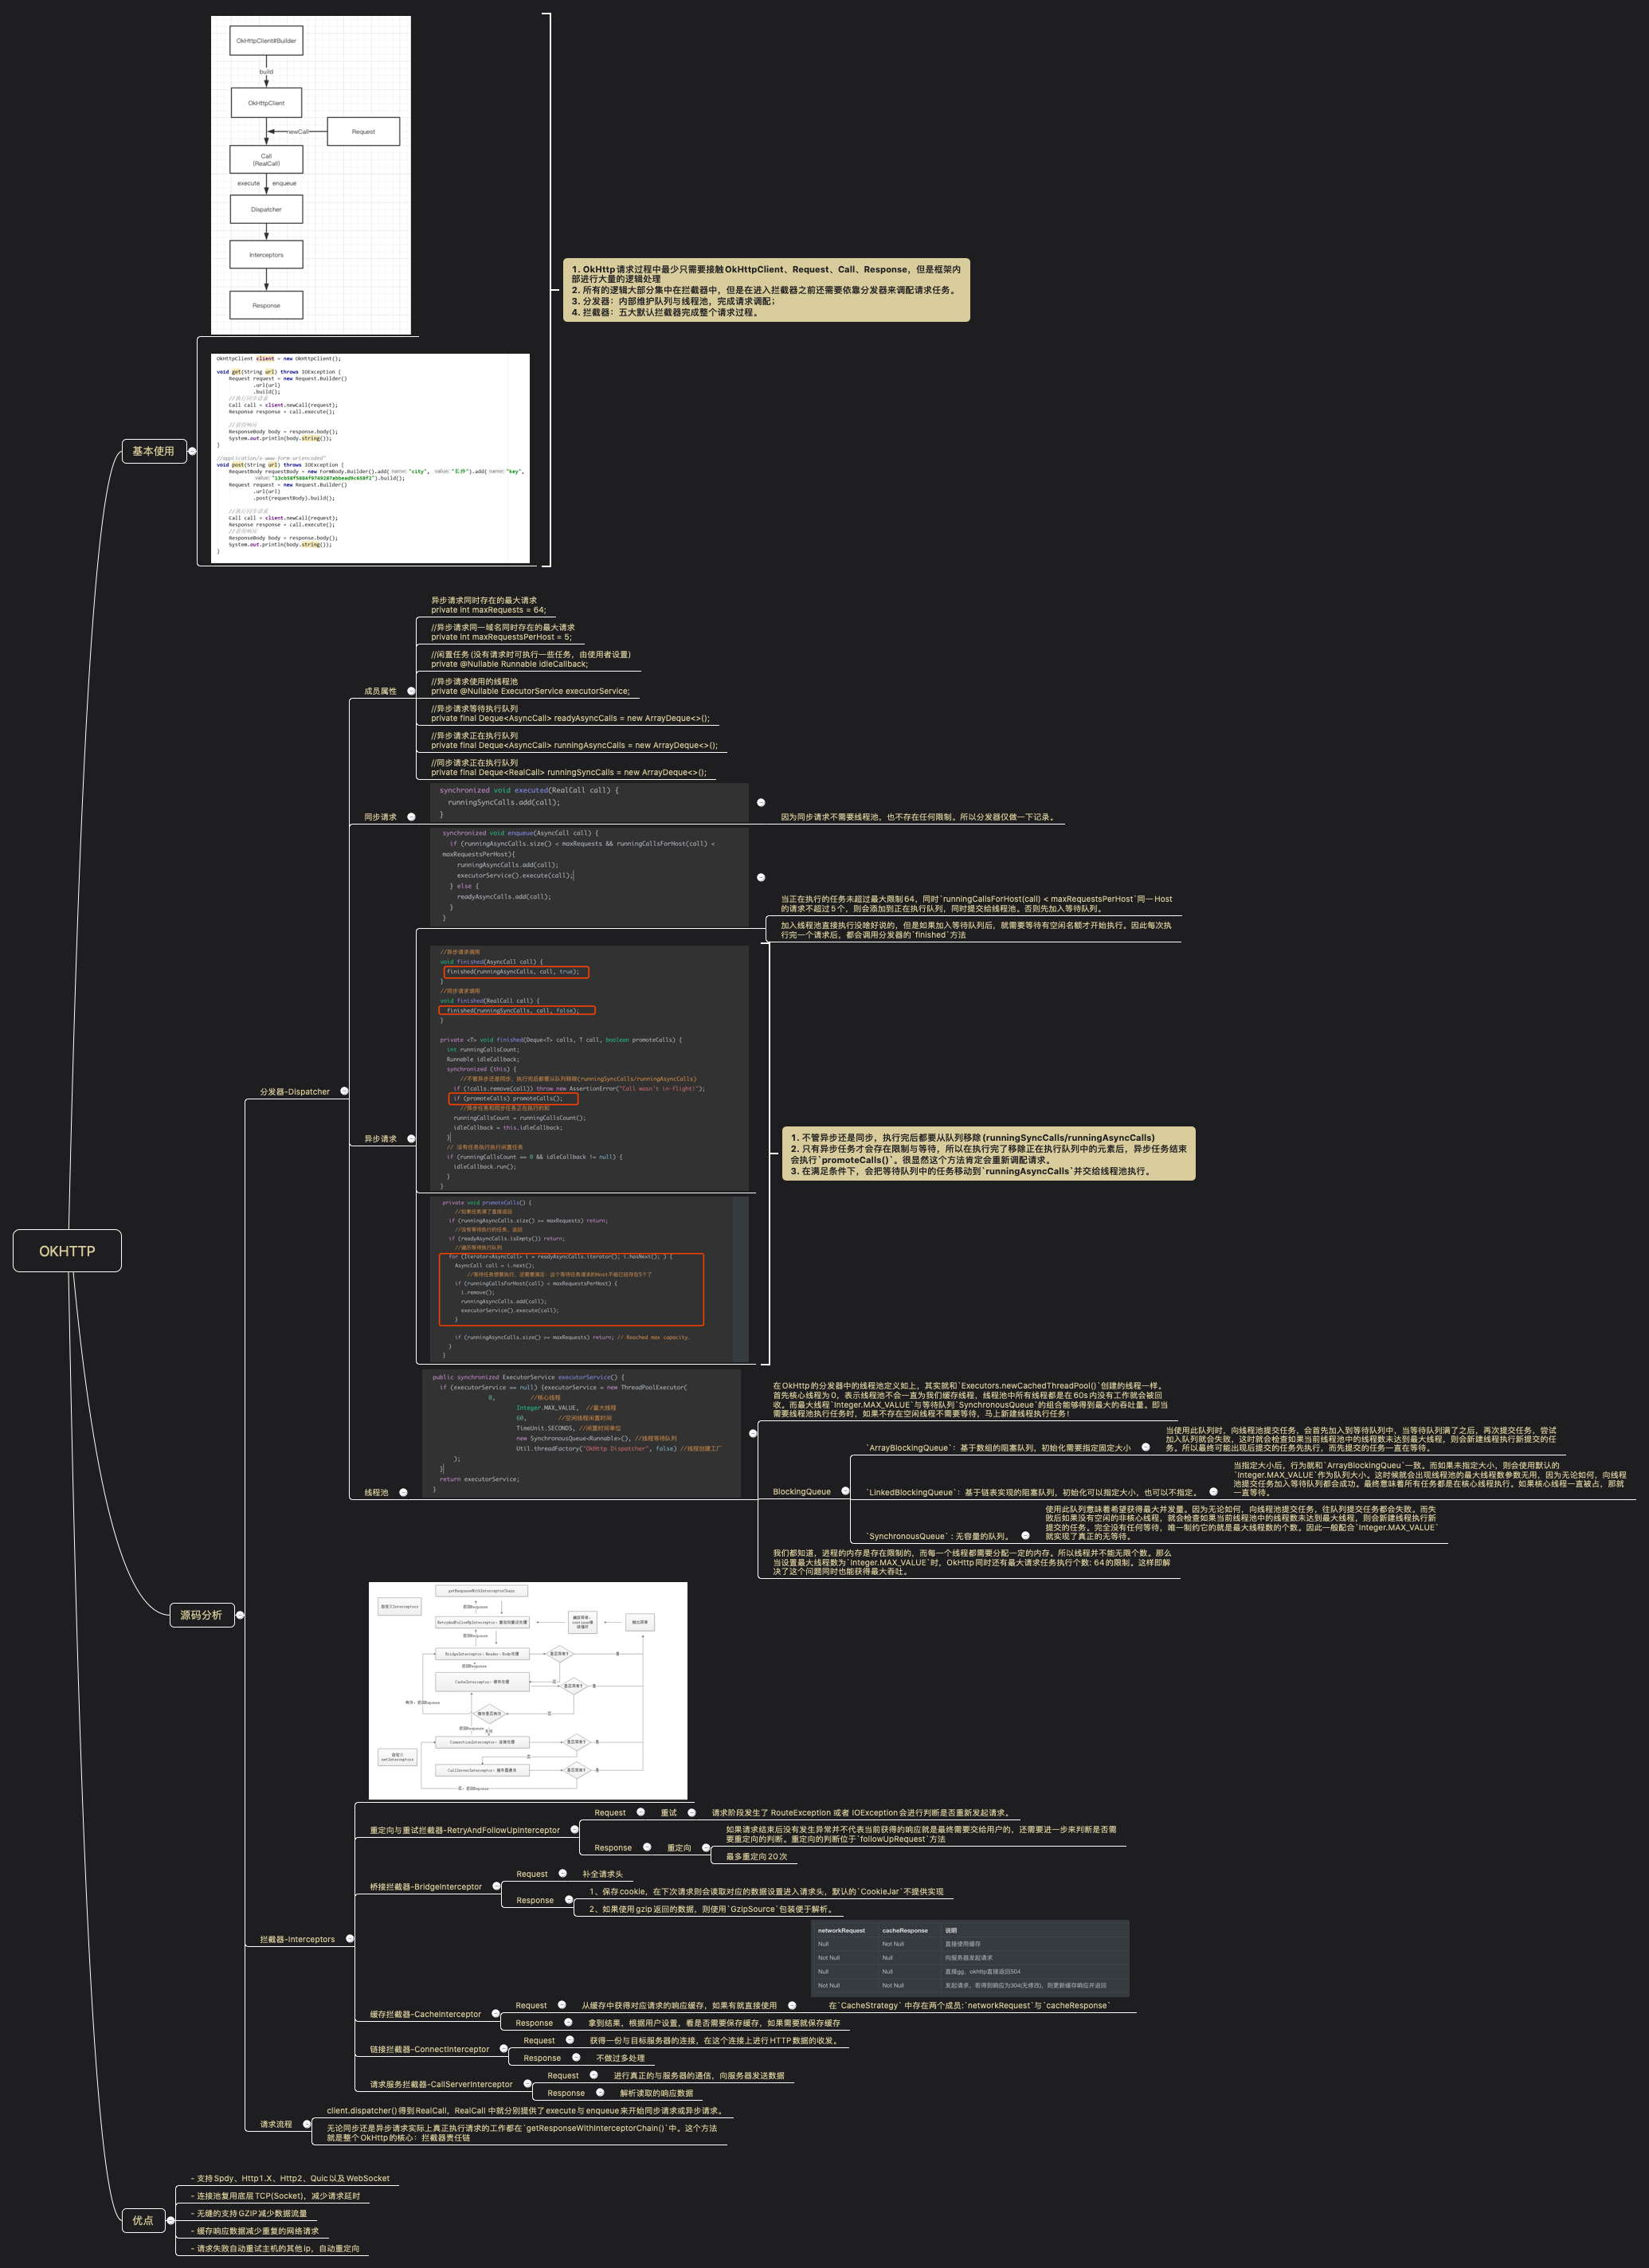 OkHttpClient#Builder
build
OkHttpClient
newCall
Request
Call
(RealCall)
execute
enqueue
Dispatcher
Interceptors
Response
1. OkHttp请求过程中最少只需要接触OkHttpClient、Request、Call、Response，但是框架内
部进行大量的逻辑处理
2. 所有的逻辑大部分集中在拦截器中，但是在进入拦截器之前还需要依靠分发器来调配请求任务。
3. 分发器：内部维护队列与线程池，完成请求调配；
4. 拦截器：五大默认拦截器完成整个请求过程。
OkHttpClient client = new OkHttpClient();
void get(String url) throws IOException {
Request request = new Request.Builder()
.url(url)
.build();
//执行同步请求
Call call = client.newCall(request);
Response response = call.execute();
//获得响应
ResponseBody body = response.body();
System.out.println(body.string());
}
//application/x-www-form-urlencoded"
void post(String url) throws IOException {
RequestBody requestBody = new FormBody.Builder().add( name: "city", value: "长沙").add( name: "key",
Request request = new Request.Builder()
.url(url)
.post(requestBody).build();
//执行同步请求
Call call = client.newCall(request);
Response response = call.execute();
//获得响应
ResponseBody body = response.body();
System.out.println(body.string());
}
基本使用
异步请求同时存在的最大请求
private int maxRequests = 64;
//异步请求同一域名同时存在的最大请求
private int maxRequestsPerHost = 5;
//闲置任务(没有请求时可执行一些任务，由使用者设置)
private @Nullable Runnable idleCallback;
//异步请求使用的线程池
private @Nullable ExecutorService executorService;
//异步请求等待执行队列
private final Deque<AsyncCall> readyAsyncCalls = new ArrayDeque<>();
//异步请求正在执行队列
private final Deque<AsyncCall> runningAsyncCalls = new ArrayDeque<>();
//同步请求正在执行队列
private final Deque<RealCall> runningSyncCalls = new ArrayDeque<>();
成员属性
synchronized void executed(RealCall call) {
runningSyncCalls.add(call);
}
同步请求
因为同步请求不需要线程池，也不存在任何限制。所以分发器仅做一下记录。
synchronized void enqueue(AsyncCall call) {
if (runningAsyncCalls.size() < maxRequests && runningCallsForHost(call) <
maxRequestsPerHost){
runningAsyncCalls.add(call);
executorService().execute(call);
} else {
readyAsyncCalls.add(call);
}
}
当正在执行的任务未超过最大限制64，同时`runningCallsForHost(call) < maxRequestsPerHost`同一Host
的请求不超过5个，则会添加到正在执行队列，同时提交给线程池。否则先加入等待队列。
加入线程池直接执行没啥好说的，但是如果加入等待队列后，就需要等待有空闲名额才开始执行。因此每次执
行完一个请求后，都会调用分发器的`finished`方法
//异步请求调用
void finished(AsyncCall call) {
finished(runningAsyncCalls, call, true);
}
//同步请求调用
void finished(RealCall call) {
finished(runningSyncCalls, call, false);
}
private <T> void finished(Deque<T> calls, T call, boolean promoteCalls) {
int runningCallsCount;
Runnable idleCallback;
synchronized (this) {
//不管异步还是同步，执行完后都要从队列移除(runningSyncCalls/runningAsyncCalls)
if (!calls.remove(call)) throw new AssertionError("Call wasn't in-flight!");
if (promoteCalls) promoteCalls();
//异步任务和同步任务正在执行的和
runningCallsCount = runningCallsCount();
idleCallback = this.idleCallback;
}
// 没有任务执行执行闲置任务
if (runningCallsCount == 0 && idleCallback != null) {
idleCallback.run();
}
}
分发器-Dispatcher
异步请求
1. 不管异步还是同步，执行完后都要从队列移除(runningSyncCalls/runningAsyncCalls)
2. 只有异步任务才会存在限制与等待，所以在执行完了移除正在执行队列中的元素后，异步任务结束
会执行`promoteCalls()`。很显然这个方法肯定会重新调配请求。
3. 在满足条件下，会把等待队列中的任务移动到`runningAsyncCalls`并交给线程池执行。
private void promoteCalls() {
//如果任务满了直接返回
if (runningAsyncCalls.size() >= maxRequests) return;
//没有等待执行的任务，返回
if (readyAsyncCalls.isEmpty()) return;
//遍历等待执行队列
for (Iterator<AsyncCall> i = readyAsyncCalls.iterator(); i.hasNext(); ) {
AsyncCall call = i.next();
//等待任务想要执行，还需要满足：这个等待任务请求的Host不能已经存在5个了
if (runningCallsForHost(call) < maxRequestsPerHost) {
i.remove();
runningAsyncCalls.add(call);
executorService().execute(call);
}
if (runningAsyncCalls.size() >= maxRequests) return; // Reached max capacity.
}
}
OKHTTP
public synchronized ExecutorService executorService() {
if (executorService == null) {executorService = new ThreadPoolExecutor(
0, //核心线程
Integer.MAX_VALUE, //最大线程
60, //空闲线程闲置时间
TimeUnit.SECONDS, //闲置时间单位
new SynchronousQueue<Runnable>(), //线程等待队列
Util.threadFactory("OkHttp Dispatcher", false) //线程创建工厂
);
}
return executorService;
}
线程池
在OkHttp的分发器中的线程池定义如上，其实就和`Executors.newCachedThreadPool()`创建的线程一样。
首先核心线程为0，表示线程池不会一直为我们缓存线程，线程池中所有线程都是在60s内没有工作就会被回
收。而最大线程`Integer.MAX_VALUE`与等待队列`SynchronousQueue`的组合能够得到最大的吞吐量。即当
需要线程池执行任务时，如果不存在空闲线程不需要等待，马上新建线程执行任务！
BlockingQueue
`ArrayBlockingQueue`：基于数组的阻塞队列，初始化需要指定固定大小
当使用此队列时，向线程池提交任务，会首先加入到等待队列中，当等待队列满了之后，再次提交任务，尝试
加入队列就会失败，这时就会检查如果当前线程池中的线程数未达到最大线程，则会新建线程执行新提交的任
务。所以最终可能出现后提交的任务先执行，而先提交的任务一直在等待。
`LinkedBlockingQueue`：基于链表实现的阻塞队列，初始化可以指定大小，也可以不指定。
当指定大小后，行为就和`ArrayBlockingQueu`一致。而如果未指定大小，则会使用默认的
`Integer.MAX_VALUE`作为队列大小。这时候就会出现线程池的最大线程数参数无用，因为无论如何，向线程
池提交任务加入等待队列都会成功。最终意味着所有任务都是在核心线程执行。如果核心线程一直被占，那就
一直等待。
`SynchronousQueue` : 无容量的队列。
使用此队列意味着希望获得最大并发量。因为无论如何，向线程池提交任务，往队列提交任务都会失败。而失
败后如果没有空闲的非核心线程，就会检查如果当前线程池中的线程数未达到最大线程，则会新建线程执行新
提交的任务。完全没有任何等待，唯一制约它的就是最大线程数的个数。因此一般配合`Integer.MAX_VALUE`
就实现了真正的无等待。
我们都知道，进程的内存是存在限制的，而每一个线程都需要分配一定的内存。所以线程并不能无限个数。那么
当设置最大线程数为`Integer.MAX_VALUE`时，OkHttp同时还有最大请求任务执行个数: 64的限制。这样即解
决了这个问题同时也能获得最大吞吐。
源码分析
getResponseWithInterceptorChain
自定义Interceptors
返回Response
RetryAndFollowUpInterceptor：重定向重试处理
捕获异常，
continue继
续循环
抛出异常
返回Response
BridgeInterceptor：Header、Body处理
是否异常？
是
返回Response
否
CacheInterceptor：缓存处理
是否异常？
是
有效，返回Response
缓存是否有效
否
返回Response
无效
ConnectionInterceptor：连接处理
是否异常？
是
自定义
netInterceptors
否
CallServerInterceptor：服务器通讯
是否异常？
是
否，返回Response
拦截器-Interceptors
重定向与重试拦截器-RetryAndFollowUpInterceptor
Request
重试
请求阶段发生了 RouteException 或者 IOException会进行判断是否重新发起请求。
Response
重定向
如果请求结束后没有发生异常并不代表当前获得的响应就是最终需要交给用户的，还需要进一步来判断是否需
要重定向的判断。重定向的判断位于`followUpRequest`方法
最多重定向20次
桥接拦截器-BridgeInterceptor
Request
补全请求头
Response
1、保存cookie，在下次请求则会读取对应的数据设置进入请求头，默认的`CookieJar`不提供实现
2、如果使用gzip返回的数据，则使用`GzipSource`包装便于解析。
networkRequest cacheResponse 说明
Null Not Null 直接使用缓存
Not Null Null 向服务器发起请求
Null Null 直接gg，okhttp直接返回504
Not Null Not Null 发起请求，若得到响应为304(无修改)，则更新缓存响应并返回
缓存拦截器-CacheInterceptor
Request
从缓存中获得对应请求的响应缓存，如果有就直接使用
在`CacheStrategy` 中存在两个成员:`networkRequest`与`cacheResponse`
Response
拿到结果，根据用户设置，看是否需要保存缓存，如果需要就保存缓存
链接拦截器-ConnectInterceptor
Request
获得一份与目标服务器的连接，在这个连接上进行HTTP数据的收发。
Response
不做过多处理
请求服务拦截器-CallServerInterceptor
Request
进行真正的与服务器的通信，向服务器发送数据
Response
解析读取的响应数据
请求流程
client.dispatcher()得到RealCall，RealCall 中就分别提供了execute与enqueue来开始同步请求或异步请求。
无论同步还是异步请求实际上真正执行请求的工作都在`getResponseWithInterceptorChain()`中。这个方法
就是整个OkHttp的核心：拦截器责任链
优点
- 支持Spdy、Http1.X、Http2、Quic以及WebSocket
- 连接池复用底层TCP(Socket)，减少请求延时
- 无缝的支持GZIP减少数据流量
- 缓存响应数据减少重复的网络请求
- 请求失败自动重试主机的其他ip，自动重定向